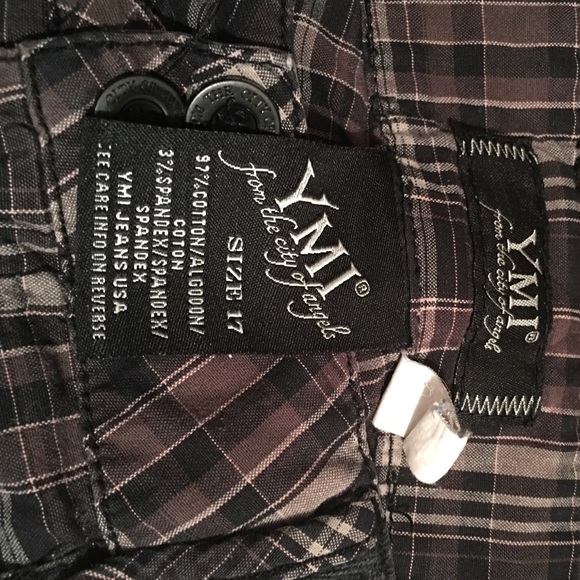 YMI®
from the city of angels
SIZE 17
97%COTTON/ALGODON/
COTON
3%SPANDEX/SPANDEX/
SPANDEX
YMI JEANS USA
EE CARE INFO ON REVERSE
YMI®
from the city of angels